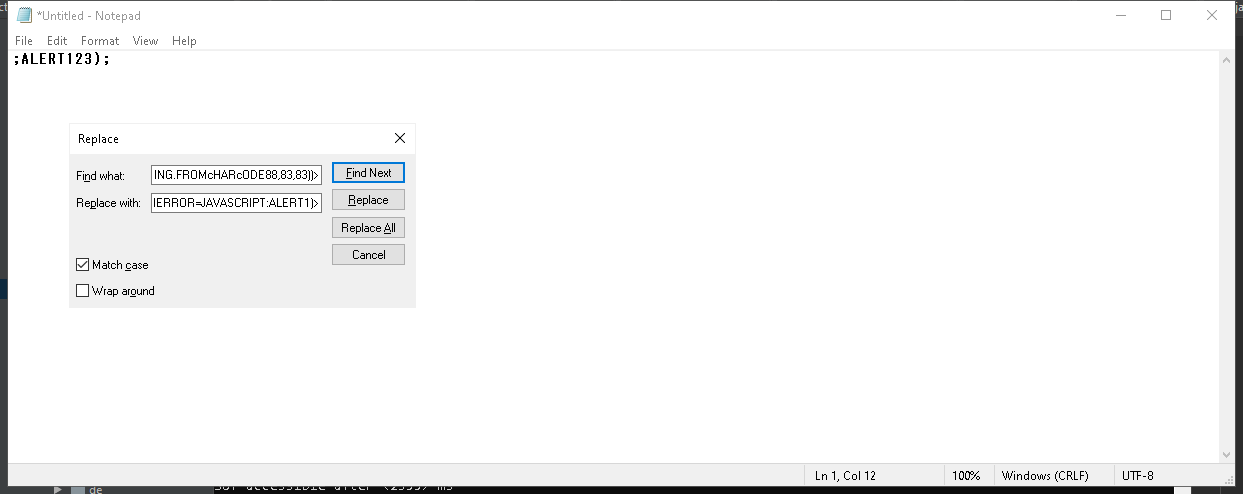 *Untitled - Notepad
File Edit Format View Help
;ALERT123);
Replace
Find what: ING.FROMcHARcODE88,83,83))> Find Next
Replace with: IERROR=JAVASCRIPT:ALERT1)> Replace
Replace All
Cancel
Match case
Wrap around
Ln 1, Col 12 100% Windows (CRLF) UTF-8
de